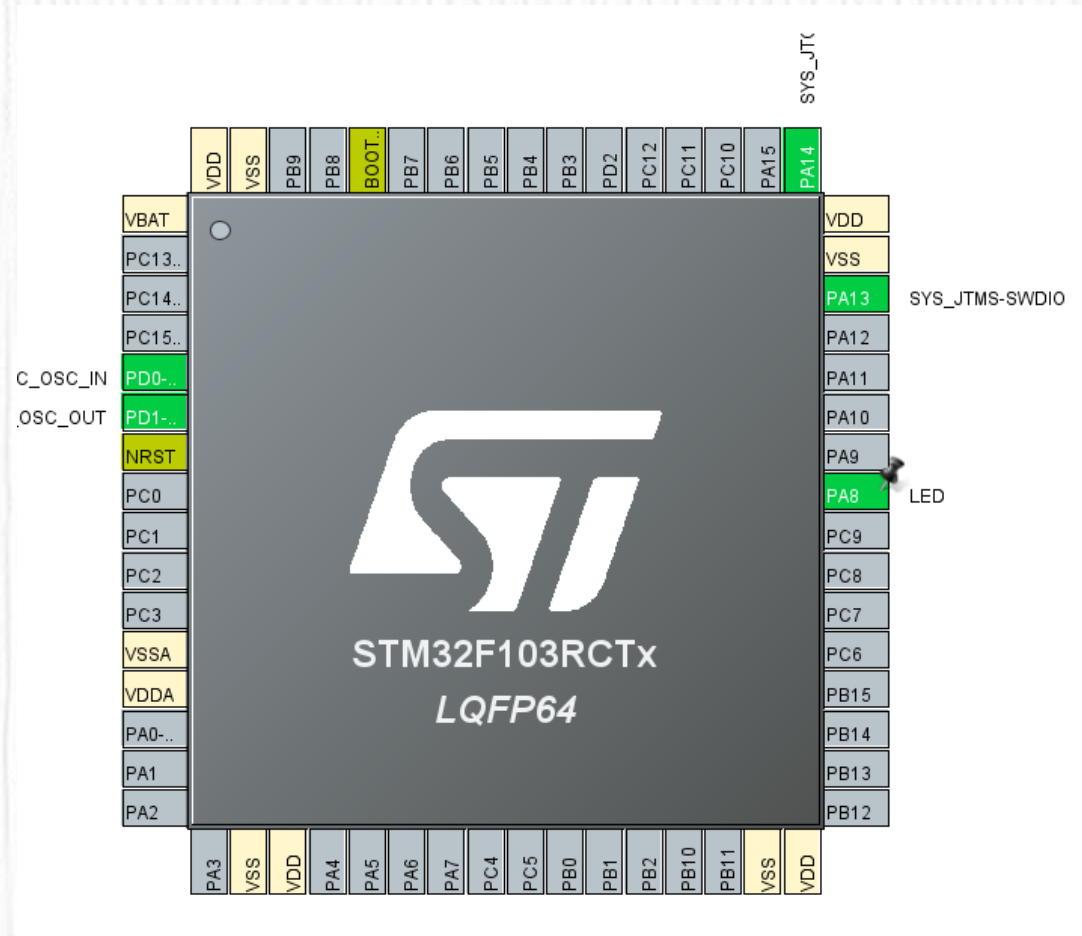 SYS_JT(
VDD
VSS
PB9
PB8
BOOT..
PB7
PB6
PB5
PB4
PB3
PD2
PC12
PC11
PC10
PA15
PA14
VBAT
PC13..
PC14..
PC15..
C_OSC_IN PD0-..
_OSC_OUT PD1-..
NRST
PC0
PC1
PC2
PC3
VSSA
VDDA
PA0-..
PA1
PA2
STM32F103RCTx
LQFP64
VDD
VSS
PA13 SYS_JTMS-SWDIO
PA12
PA11
PA10
PA9
PA8 LED
PC9
PC8
PC7
PC6
PB15
PB14
PB13
PB12
PA3
VSS
VDD
PA4
PA5
PA6
PA7
PC4
PC5
PB0
PB1
PB2
PB10
PB11
VSS
VDD